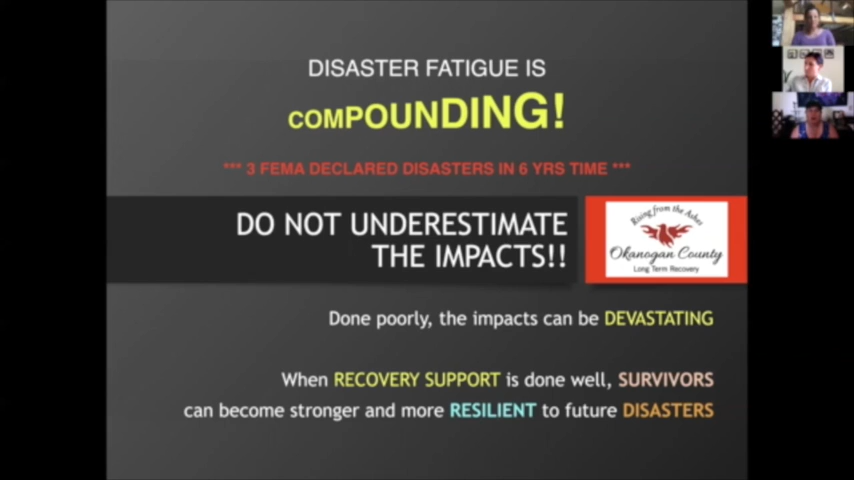 DISASTER FATIGUE IS
COMPOUNDING!
*** 3 FEMA DECLARED DISASTERS IN 6 YRS TIME ***
DO NOT UNDERESTIMATE
THE IMPACTS!!
Rising from the Ashes
Okanogan County
Long Term Recovery
Done poorly, the impacts can be DEVASTATING
When RECOVERY SUPPORT is done well, SURVIVORS
can become stronger and more RESILIENT to future DISASTERS